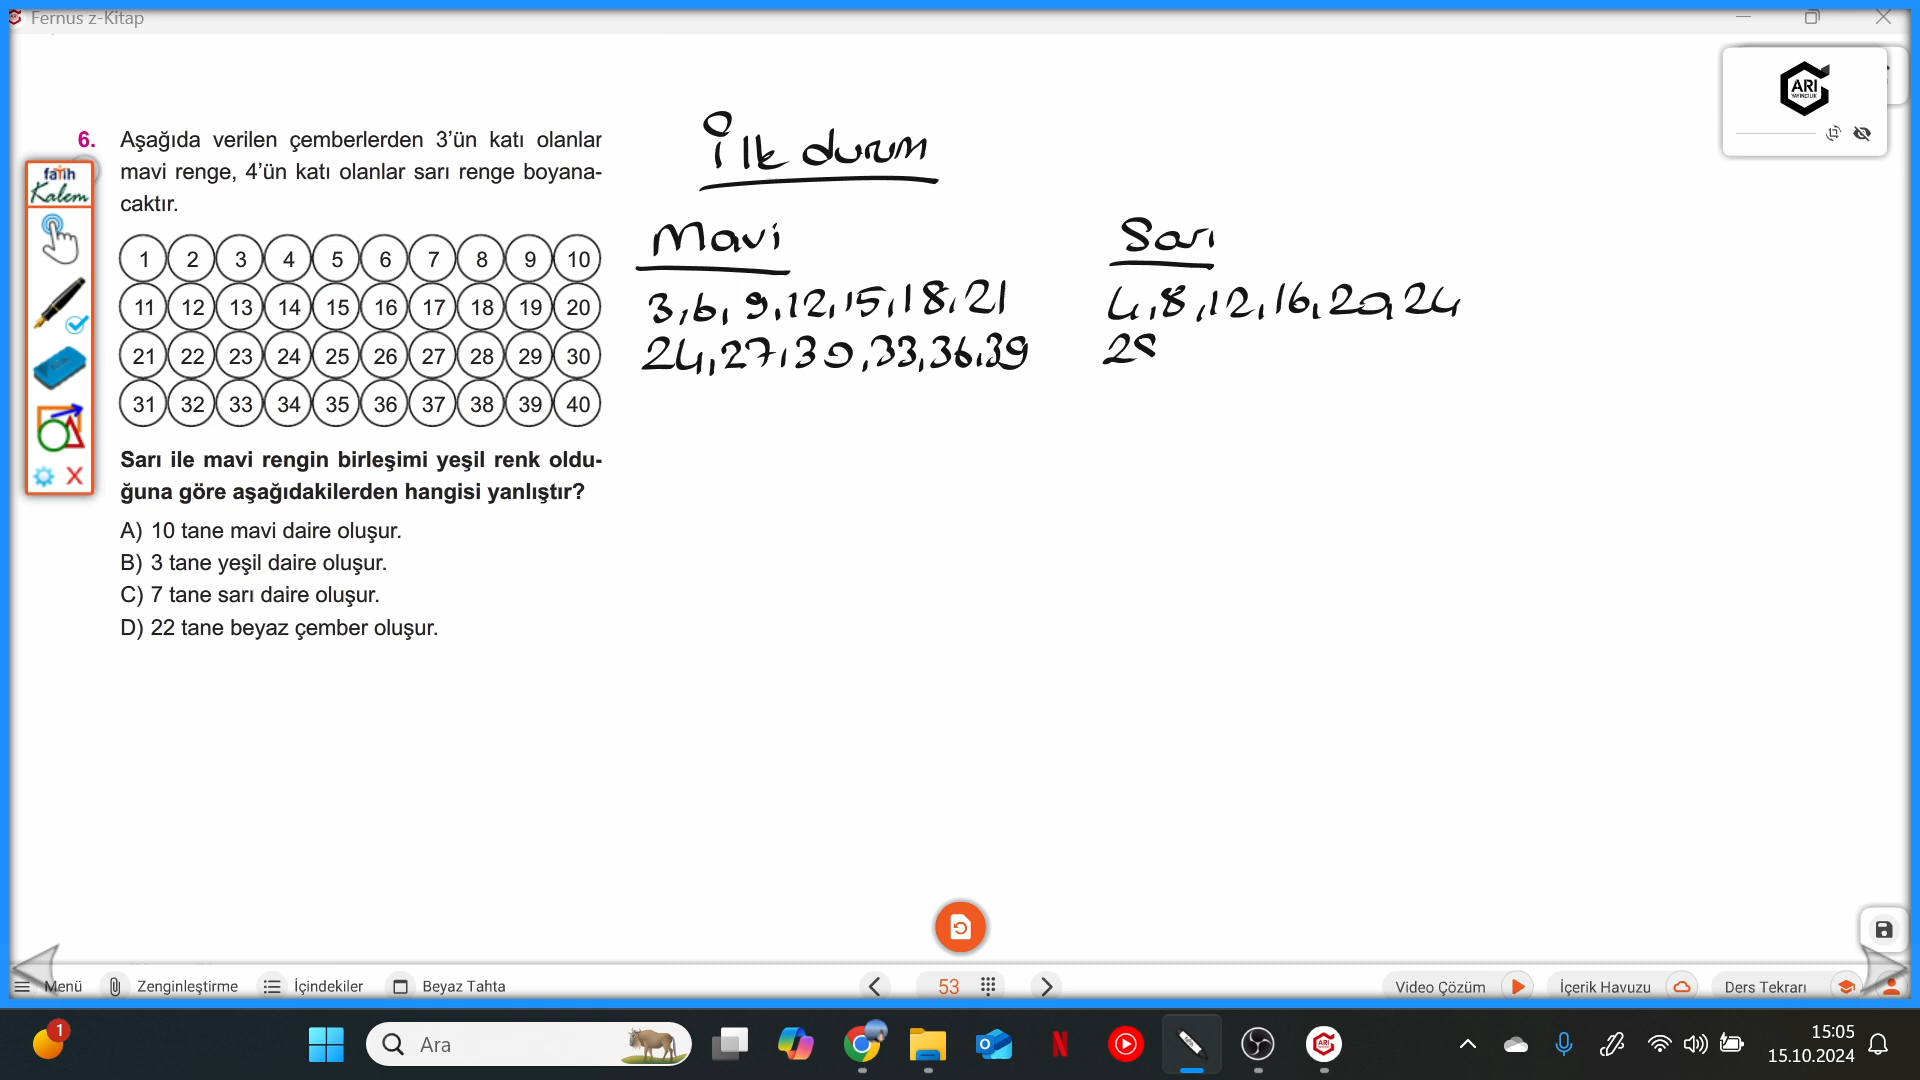 Fernus z-Kitap
ARI
YAYINCILIK
fatih
Kalem
6. Aşağıda verilen çemberlerden 3’ün katı olanlar
mavi renge, 4’ün katı olanlar sarı renge boyana-
caktır.
1 2 3 4 5 6 7 8 9 10
11 12 13 14 15 16 17 18 19 20
21 22 23 24 25 26 27 28 29 30
31 32 33 34 35 36 37 38 39 40
Sarı ile mavi rengin birleşimi yeşil renk oldu-
ğuna göre aşağıdakilerden hangisi yanlıştır?
A) 10 tane mavi daire oluşur.
B) 3 tane yeşil daire oluşur.
C) 7 tane sarı daire oluşur.
D) 22 tane beyaz çember oluşur.
İlk durum
Mavi
3,6,9,12,15,18,21
24,27,30,33,36,39
Sarı
4,8,12,16,20,24
28
Menü Zenginleştirme İçindekiler Beyaz Tahta 53 Video Çözüm İçerik Havuzu Ders Tekrarı
1 Ara 15:05
15.10.2024